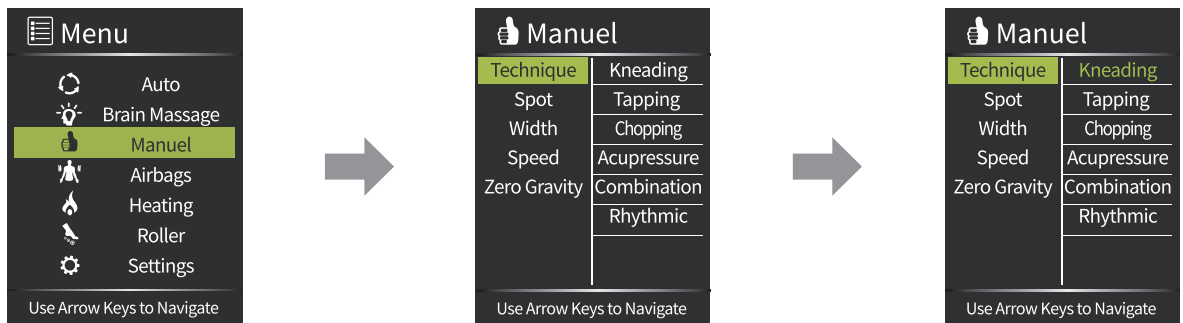 Menu
Auto
Brain Massage
Manuel
Airbags
Heating
Roller
Settings
Use Arrow Keys to Navigate
Manuel
Technique Kneading
Spot Tapping
Width Chopping
Speed Acupressure
Zero Gravity Combination
Rhythmic
Use Arrow Keys to Navigate
Manuel
Technique Kneading
Spot Tapping
Width Chopping
Speed Acupressure
Zero Gravity Combination
Rhythmic
Use Arrow Keys to Navigate